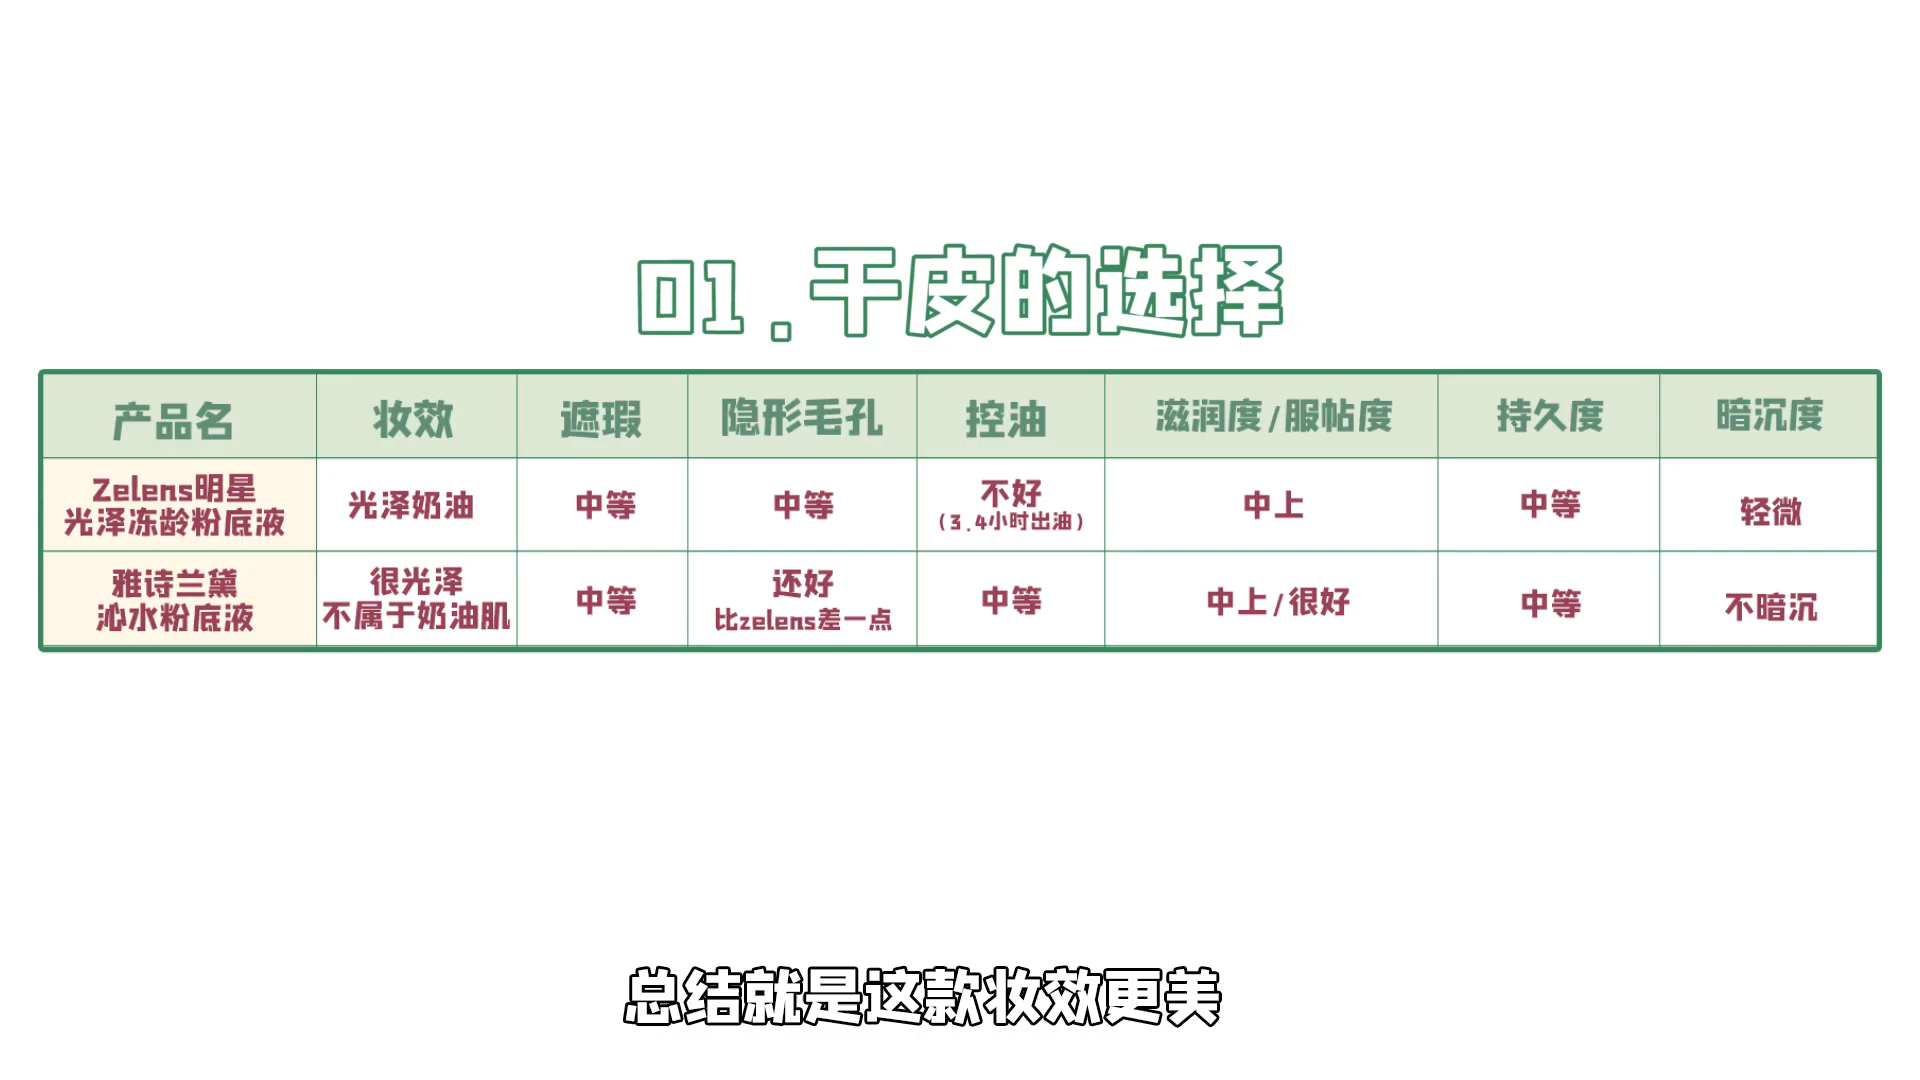 01.干皮的选择
产品名 妆效 遮瑕 隐形毛孔 控油 滋润度/服帖度 持久度 暗沉度
Zelens明星
光泽冻龄粉底液
光泽奶油
中等
中等
不好
(3.4小时出油)
中上
中等
轻微
雅诗兰黛
沁水粉底液
很光泽
不属于奶油肌
中等
还好
比zelens差一点
中等
中上/很好
中等
不暗沉
总结就是这款妆效更美